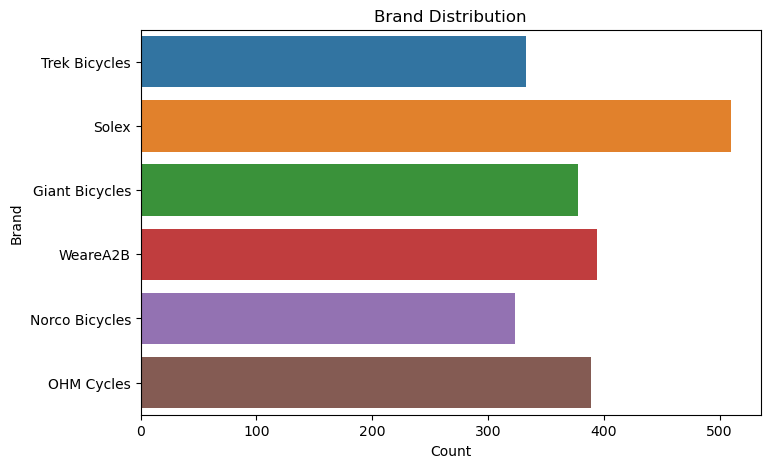 Brand Distribution
Trek Bicycles
Solex
Giant Bicycles
WeareA2B
Norco Bicycles
OHM Cycles
Brand
0 100 200 300 400 500
Count